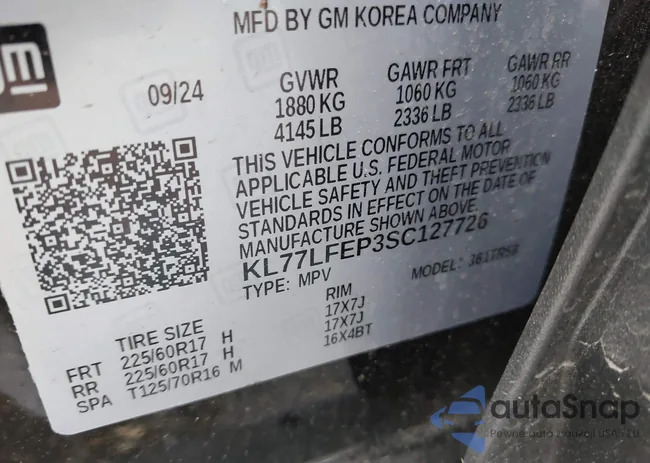 MFD BY GM KOREA COMPANY
gm
09/24
GVWR
1880 KG
4145 LB
GAWR FRT
1060 KG
2336 LB
GAWR RR
1060 KG
2336 LB
THIS VEHICLE CONFORMS TO ALL
APPLICABLE U.S. FEDERAL MOTOR
VEHICLE SAFETY AND THEFT PREVENTION
STANDARDS IN EFFECT ON THE DATE OF
MANUFACTURE SHOWN ABOVE.
KL77LFEP3SC127726
TYPE: MPV
MODEL: 3617R58
TIRE SIZE
RIM
FRT 225/60R17 H 17X7J
RR 225/60R17 H 17X7J
SPA T125/70R16 M 16X4BT
autoSnap